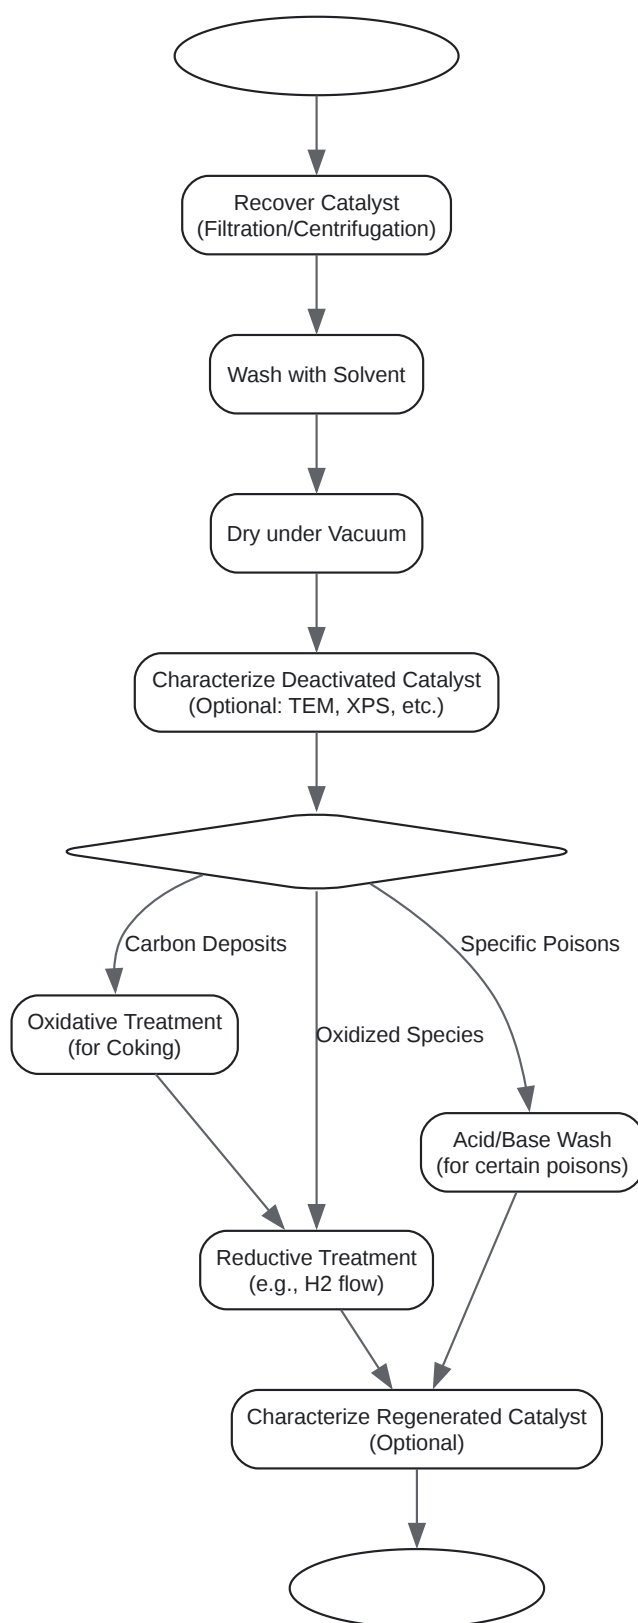 Recover Catalyst
(Filtration/Centrifugation)
Wash with Solvent
Dry under Vacuum
Characterize Deactivated Catalyst
(Optional: TEM, XPS, etc.)
Carbon Deposits
Specific Poisons
Oxidative Treatment
(for Coking)
Oxidized Species
Acid/Base Wash
(for certain poisons)
Reductive Treatment
(e.g., H2 flow)
Characterize Regenerated Catalyst
(Optional)